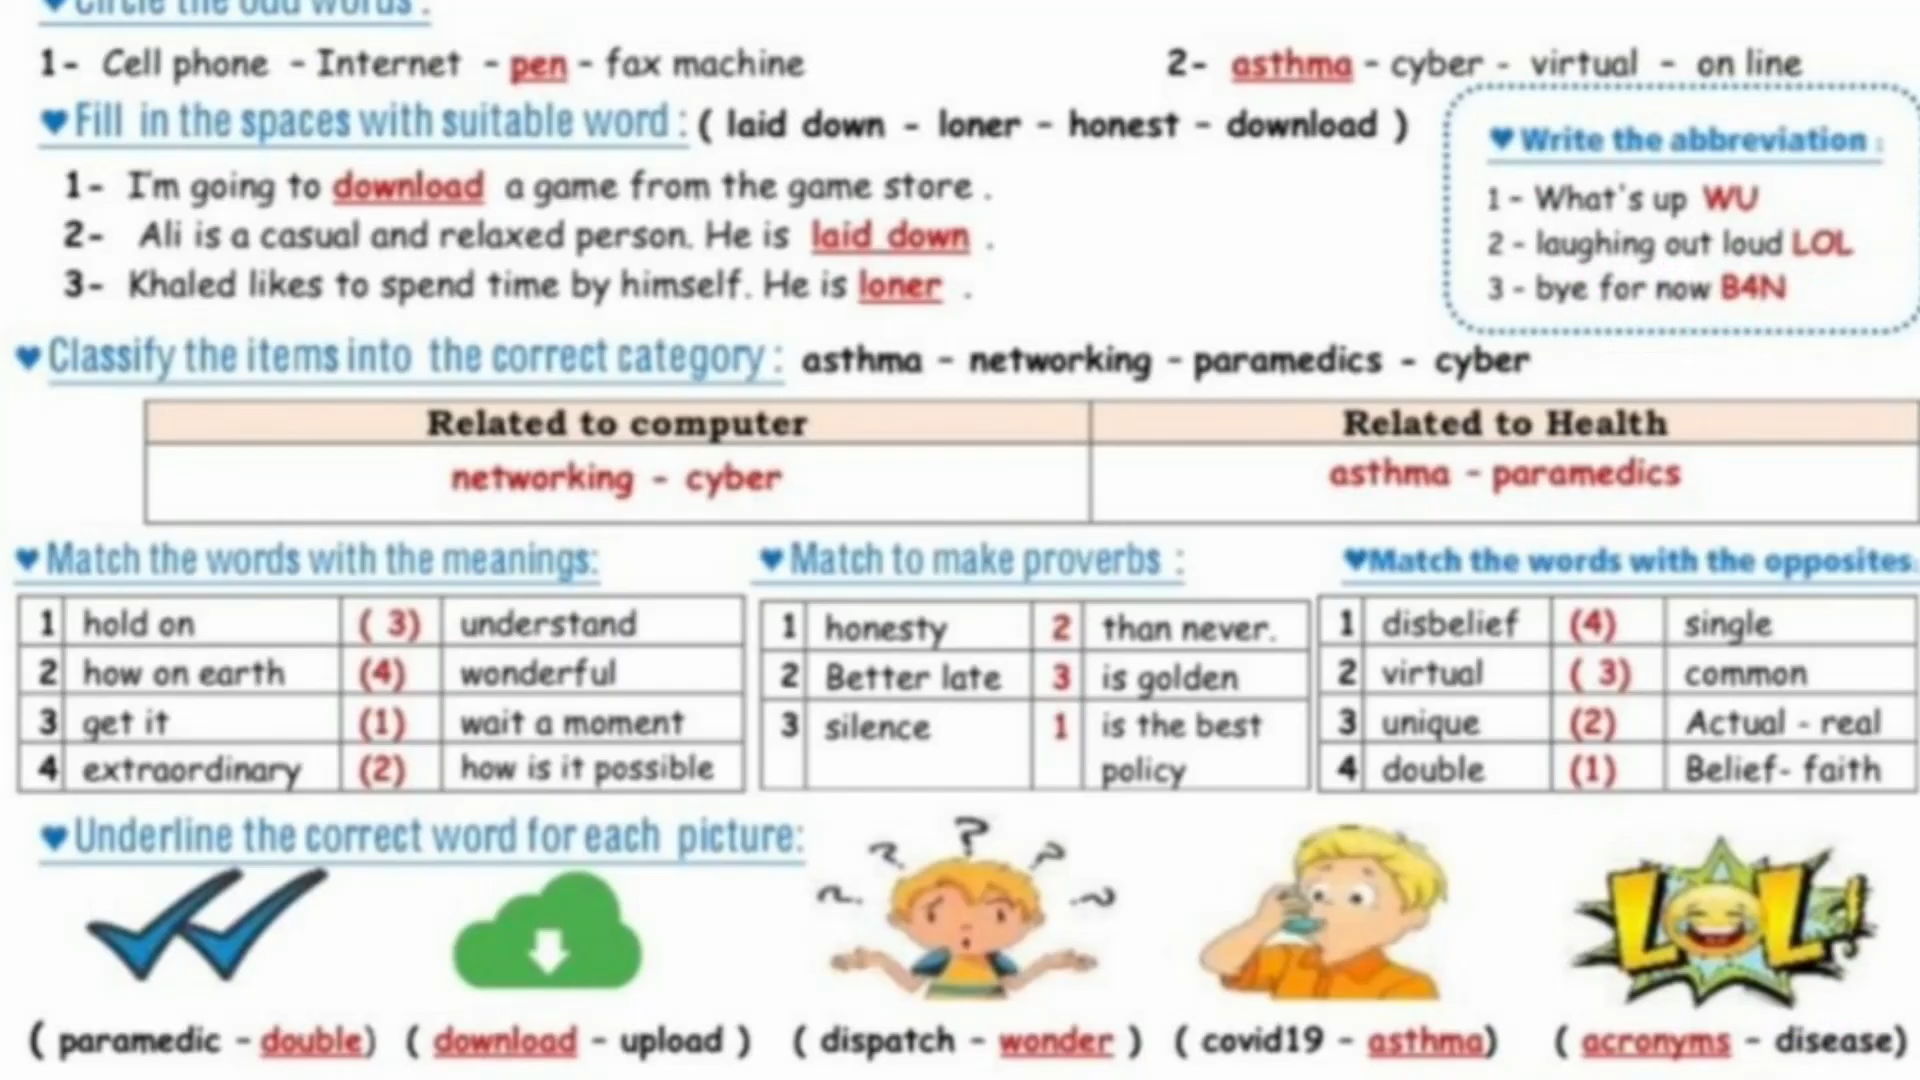 ♥Circle the odd words :
1- Cell phone - Internet - pen - fax machine
2- asthma - cyber - virtual - on line
♥Fill in the spaces with suitable word : ( laid down - loner - honest - download )
1- I'm going to download a game from the game store .
2- Ali is a casual and relaxed person. He is laid down .
3- Khaled likes to spend time by himself. He is loner .
♥Write the abbreviation :
1- What's up WU
2 - laughing out loud LOL
3 - bye for now B4N
♥Classify the items into the correct category : asthma - networking - paramedics - cyber
Related to computer Related to Health
networking - cyber asthma - paramedics
♥Match the words with the meanings:
1 hold on ( 3) understand
2 how on earth (4) wonderful
3 get it (1) wait a moment
4 extraordinary (2) how is it possible
♥Match to make proverbs :
1 honesty 2 than never.
2 Better late 3 is golden
3 silence 1 is the best
policy
♥Match the words with the opposites:
1 disbelief (4) single
2 virtual ( 3) common
3 unique (2) Actual - real
4 double (1) Belief- faith
♥Underline the correct word for each picture:
? ? ? ? ?
LOL!
( paramedic - double) ( download - upload ) ( dispatch - wonder ) ( covid19 - asthma) ( acronyms - disease)